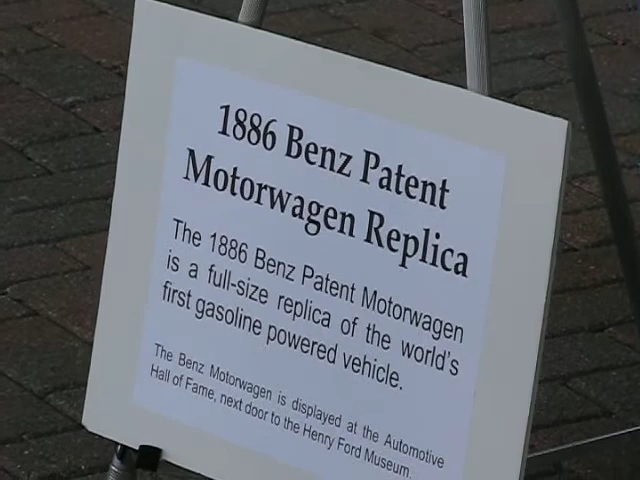 1886 Benz Patent
Motorwagen Replica
The 1886 Benz Patent Motorwagen
is a full-size replica of the world's
first gasoline powered vehicle.
The Benz Motorwagen is displayed at the Automotive
Hall of Fame, next door to the Henry Ford Museum.